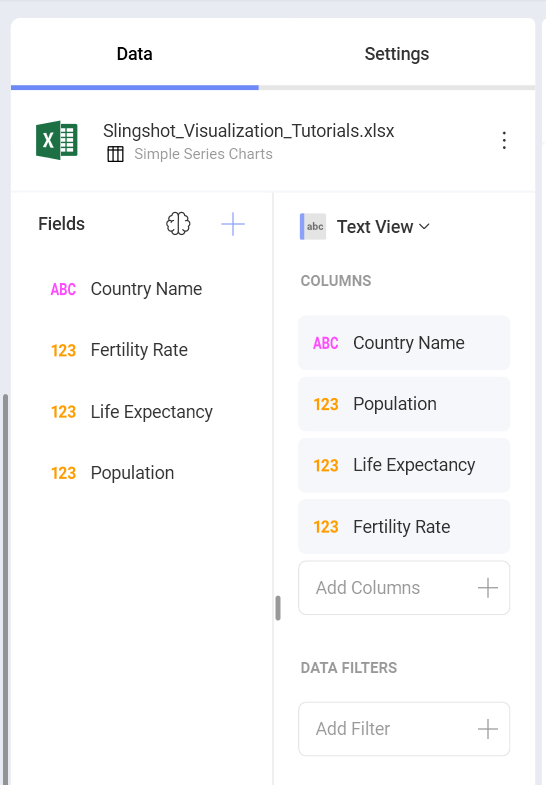 Data
Settings
Slingshot_Visualization_Tutorials.xlsx
Simple Series Charts
Fields
ABC Country Name
123 Fertility Rate
123 Life Expectancy
123 Population
abc Text View
COLUMNS
ABC Country Name
123 Population
123 Life Expectancy
123 Fertility Rate
Add Columns
DATA FILTERS
Add Filter